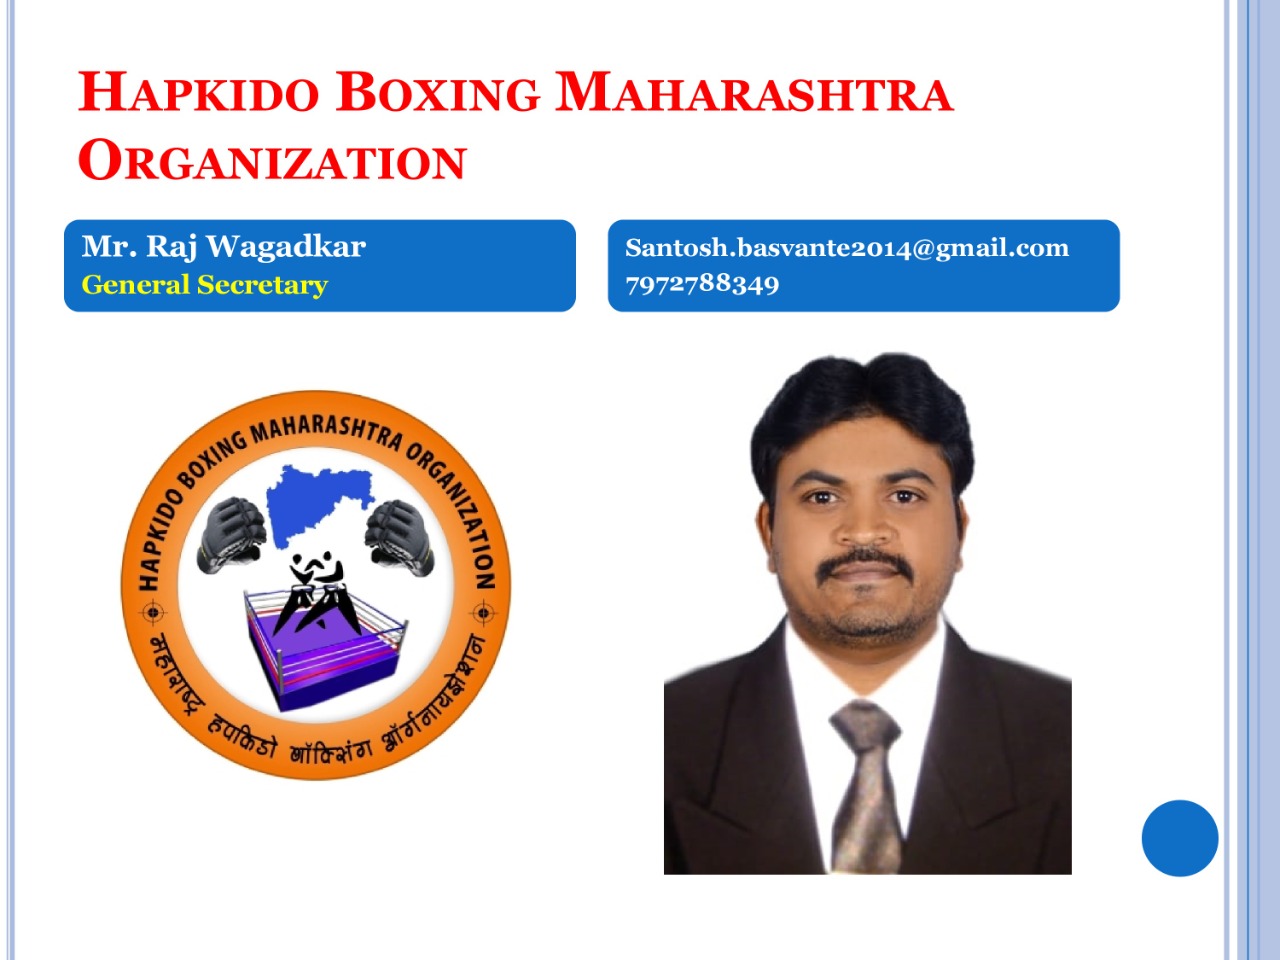 Hapkido Boxing Maharashtra
Organization
Mr. Raj Wagadkar
General Secretary
Santosh.basvante2014@gmail.com
7972788349
HAPKIDO BOXING MAHARASHTRA ORGANIZATION
महाराष्ट्र हपकिडो बॉक्सिंग ऑर्गनायझेशन